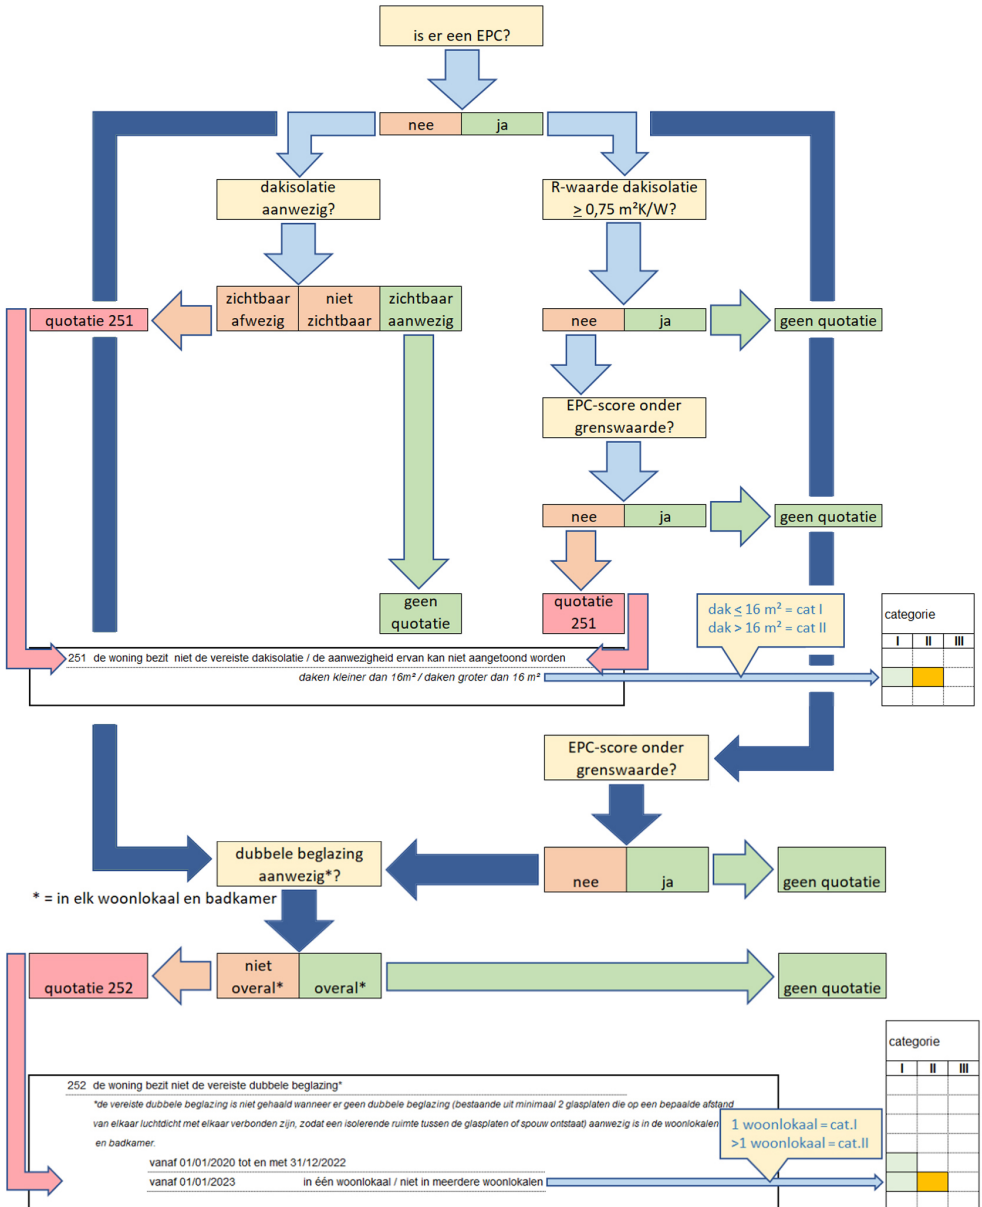 is er een EPC?
nee
ja
dakisolatie
aanwezig?
R-waarde dakisolatie
≥ 0,75 m²K/W?
zichtbaar
afwezig
niet
zichtbaar
zichtbaar
aanwezig
quotatie 251
nee
ja
geen quotatie
EPC-score onder
grenswaarde?
nee
ja
geen quotatie
geen
quotatie
quotatie
251
dak ≤ 16 m² = cat I
dak > 16 m² = cat II
categorie
I II III
251 de woning bezit niet de vereiste dakisolatie / de aanwezigheid ervan kan niet aangetoond worden
daken kleiner dan 16m² / daken groter dan 16 m²
EPC-score onder
grenswaarde?
dubbele beglazing
aanwezig*?
nee
ja
geen quotatie
* = in elk woonlokaal en badkamer
quotatie 252
niet
overal*
overal*
geen quotatie
categorie
I II III
252 de woning bezit niet de vereiste dubbele beglazing*
*de vereiste dubbele beglazing is niet gehaald wanneer er geen dubbele beglazing (bestaande uit minimaal 2 glasplaten die op een bepaalde afstand
van elkaar luchtdicht met elkaar verbonden zijn, zodat een isolerende ruimte tussen de glasplaten of spouw ontstaat) aanwezig is in de woonlokalen
en badkamer.
1 woonlokaal = cat.I
>1 woonlokaal = cat.II
vanaf 01/01/2020 tot en met 31/12/2022
vanaf 01/01/2023 in één woonlokaal / niet in meerdere woonlokalen